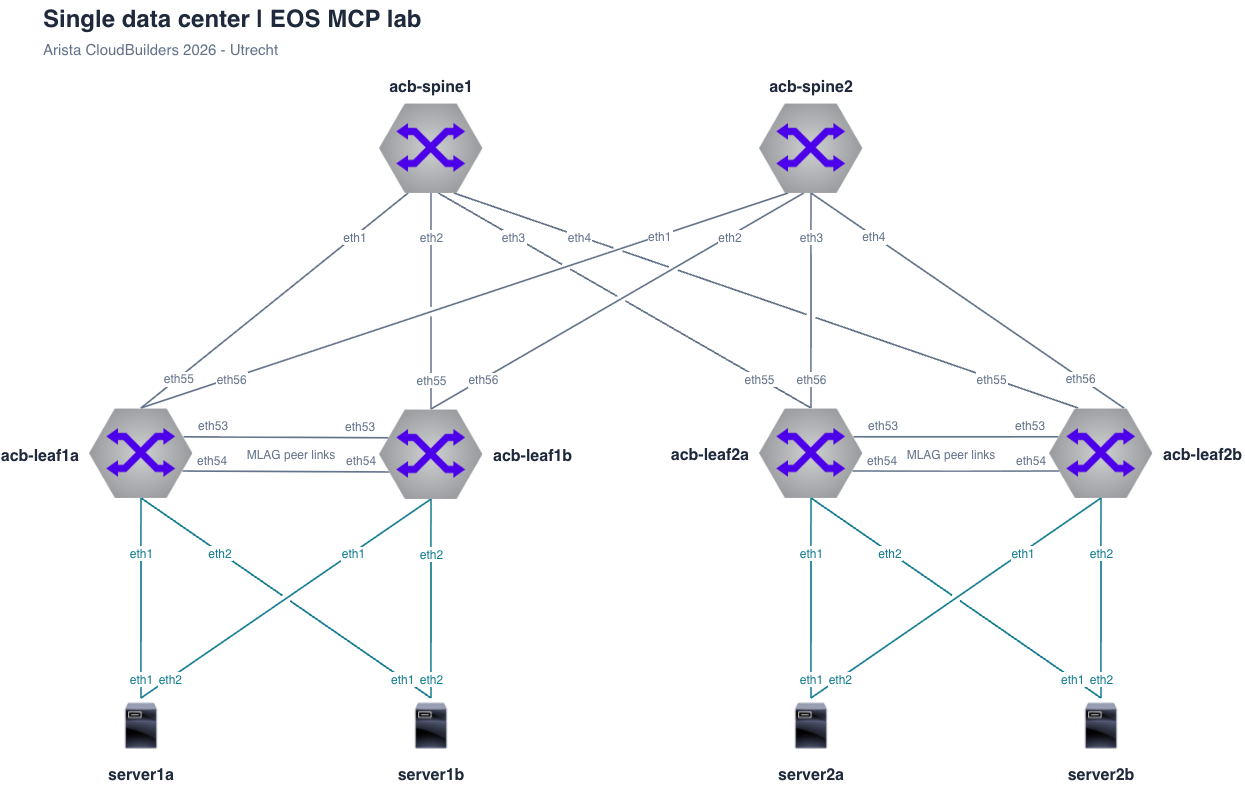 Single data center | EOS MCP lab
Arista CloudBuilders 2026 - Utrecht
acb-spine1
acb-spine2
eth1
eth2
eth3
eth4
eth1
eth2
eth3
eth4
eth55
eth56
eth55
eth56
eth55
eth56
eth55
eth56
eth53
eth53
eth53
eth53
acb-leaf1a
eth54
MLAG peer links
eth54
acb-leaf1b
acb-leaf2a
eth54
MLAG peer links
eth54
acb-leaf2b
eth1
eth2
eth1
eth2
eth1
eth2
eth1
eth2
eth1
eth2
eth1
eth2
eth1
eth2
eth1
eth2
server1a
server1b
server2a
server2b